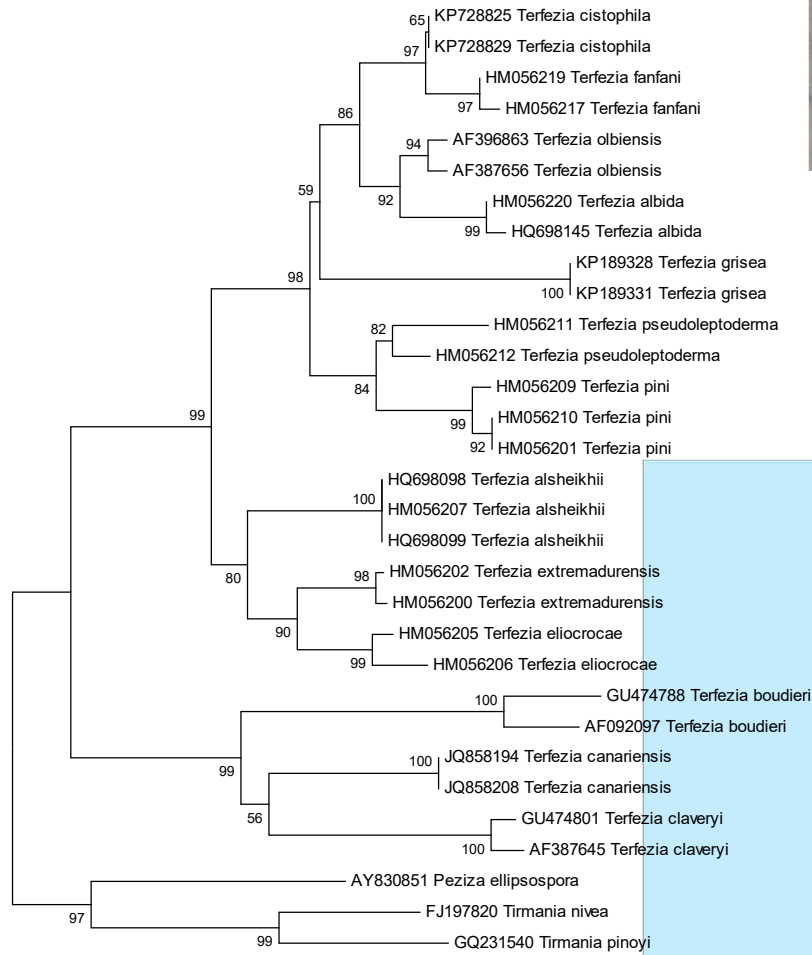 KP728825 Terfezia cistophila
65
KP728829 Terfezia cistophila
97
HM056219 Terfezia fanfani
97
HM056217 Terfezia fanfani
86
AF396863 Terfezia olbiensis
94
AF387656 Terfezia olbiensis
59
92
HM056220 Terfezia albida
99
HQ698145 Terfezia albida
KP189328 Terfezia grisea
98
100
KP189331 Terfezia grisea
HM056211 Terfezia pseudoleptoderma
82
HM056212 Terfezia pseudoleptoderma
84
HM056209 Terfezia pini
99
99
HM056210 Terfezia pini
92
HM056201 Terfezia pini
HQ698098 Terfezia alsheikhii
100
HM056207 Terfezia alsheikhii
HQ698099 Terfezia alsheikhii
80
HM056202 Terfezia extremadurensis
98
HM056200 Terfezia extremadurensis
90
HM056205 Terfezia eliocrocae
99
HM056206 Terfezia eliocrocae
GU474788 Terfezia boudieri
100
AF092097 Terfezia boudieri
99
JQ858194 Terfezia canariensis
100
JQ858208 Terfezia canariensis
56
GU474801 Terfezia claveryi
100
AF387645 Terfezia claveryi
AY830851 Peziza ellipsospora
97
FJ197820 Tirmania nivea
99
GQ231540 Tirmania pinoyi